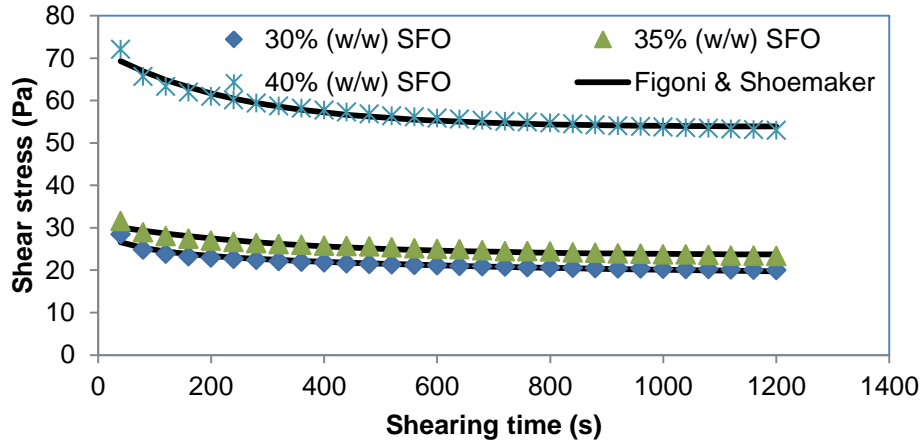 30% (w/w) SFO
35% (w/w) SFO
40% (w/w) SFO
Figoni & Shoemaker
Shear stress (Pa)
80
70
60
50
40
30
20
10
0
0 200 400 600 800 1000 1200 1400
Shearing time (s)